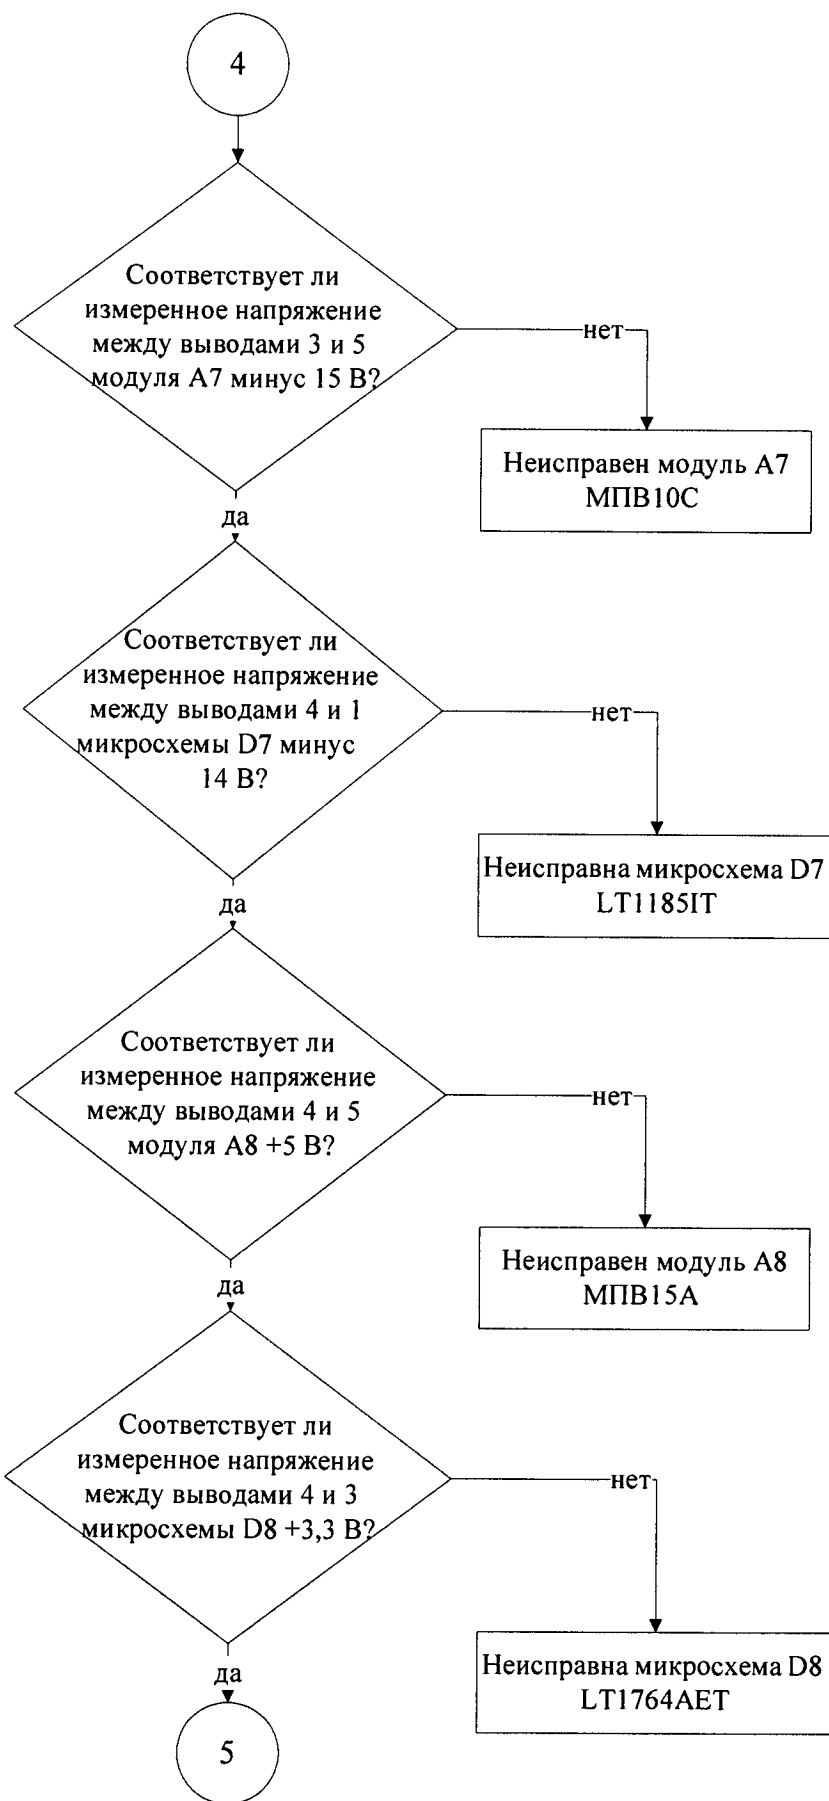 4
Соответствует ли
измеренное напряжение
между выводами 3 и 5
модуля А7 минус 15 В?
нет
Неисправен модуль А7
МПВ10С
да
Соответствует ли
измеренное напряжение
между выводами 4 и 1
микросхемы D7 минус
14 В?
нет
Неисправна микросхема D7
LT1185IT
да
Соответствует ли
измеренное напряжение
между выводами 4 и 5
модуля А8 +5 В?
нет
Неисправен модуль А8
МПВ15А
да
Соответствует ли
измеренное напряжение
между выводами 4 и 3
микросхемы D8 +3,3 В?
нет
Неисправна микросхема D8
LT1764AET
да
5